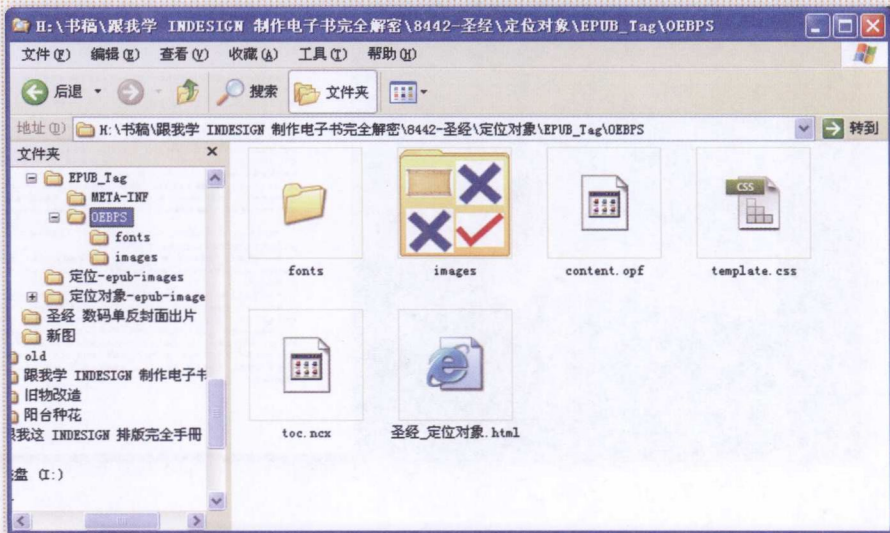 H:\书稿\跟我学 INDESIGN 制作电子书完全解密\8442-圣经\定位对象\EPUB_Tag\OEBPS
文件(F) 编辑(E) 查看(V) 收藏(A) 工具(T) 帮助(H)
后退 搜索 文件夹
地址(D) H:\书稿\跟我学 INDESIGN 制作电子书完全解密\8442-圣经\定位对象\EPUB_Tag\OEBPS 转到
文件夹
EPUB_Tag
META-INF
OEBPS
fonts
images
定位-epub-images
定位对象-epub-image
圣经 数码单反封面出片
新图
old
跟我学 INDESIGN 制作电子书
旧物改造
阳台种花
我这 INDESIGN 排版完全手冊
盘 (I:)
fonts
images
content.opf
CSS
template.css
toc.ncx
圣经_定位对象.html